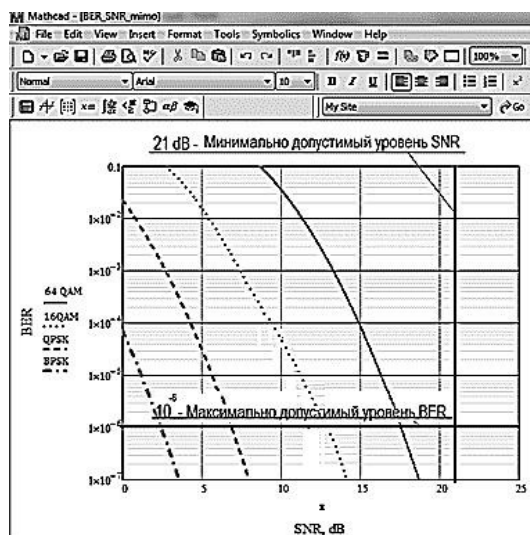 Mathcad - [BER_SNR_mimo]
File Edit View Insert Format Tools Symbolics Window Help
100%
Normal Arial 10 B I U
My Site Go
21 dB - Минимально допустимый уровень SNR
0.1
1×10⁻²
1×10⁻³
1×10⁻⁴
1×10⁻⁵
1×10⁻⁶
1×10⁻⁷
BER
64 QAM
16QAM
QPSK
BPSK
10⁻⁶ - Максимально допустимый уровень BER
0 5 10 15 20 25
x
SNR, dB